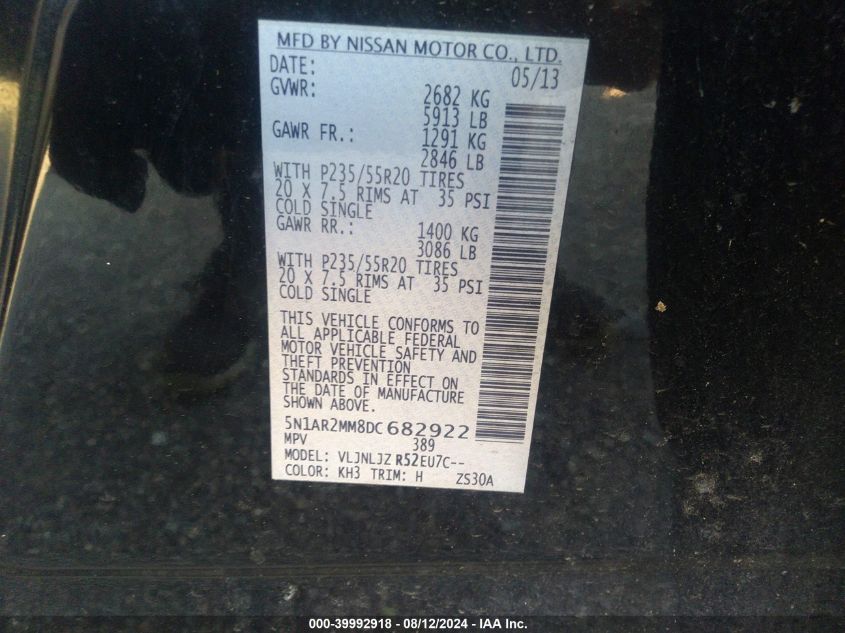 MFD BY NISSAN MOTOR CO., LTD.
DATE: 05/13
GVWR: 2682 KG
5913 LB
GAWR FR.: 1291 KG
2846 LB
WITH P235/55R20 TIRES
20 X 7.5 RIMS AT 35 PSI
COLD SINGLE
GAWR RR.: 1400 KG
3086 LB
WITH P235/55R20 TIRES
20 X 7.5 RIMS AT 35 PSI
COLD SINGLE
THIS VEHICLE CONFORMS TO
ALL APPLICABLE FEDERAL
MOTOR VEHICLE SAFETY AND
THEFT PREVENTION
STANDARDS IN EFFECT ON
THE DATE OF MANUFACTURE
SHOWN ABOVE.
5N1AR2MM8DC682922
MPV 389
MODEL: VLJNLJZ R52EU7C--
COLOR: KH3 TRIM: H ZS30A
000-39992918 - 08/12/2024 - IAA Inc.